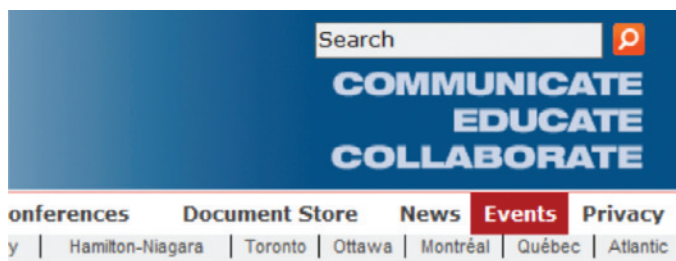 Search
COMMUNICATE
EDUCATE
COLLABORATE
onferences Document Store News Events Privacy
y | Hamilton-Niagara | Toronto | Ottawa | Montréal | Québec | Atlantic